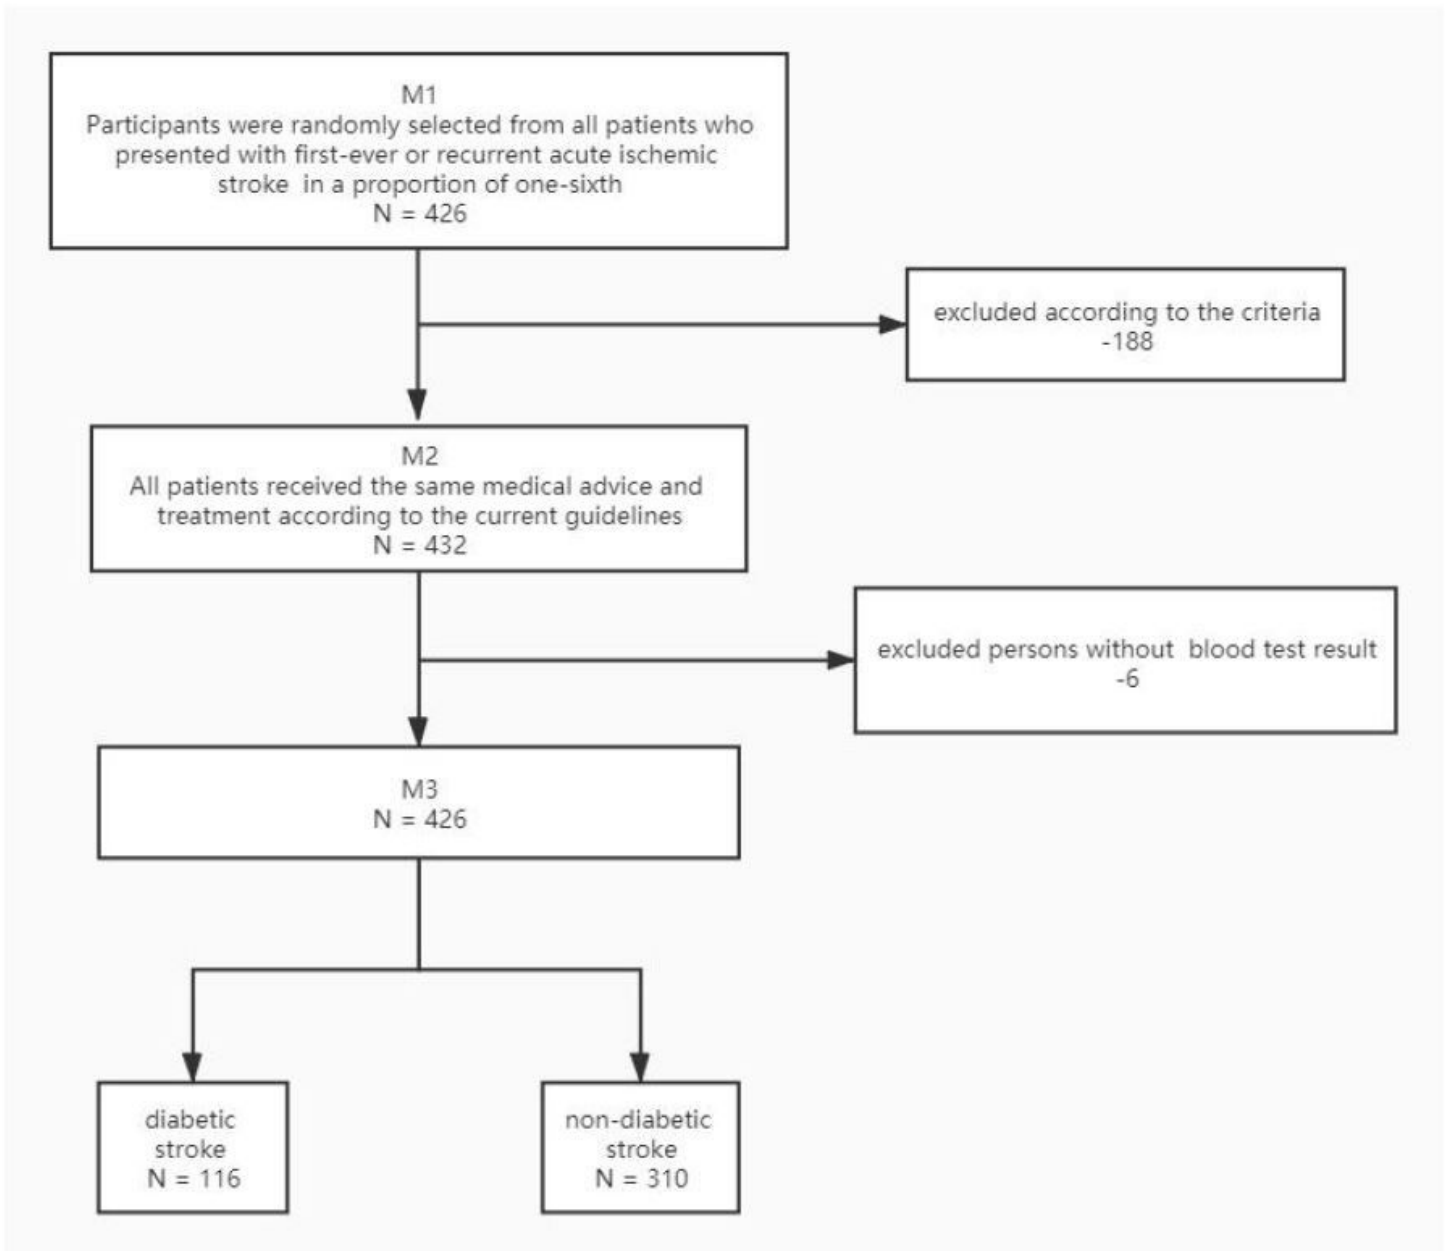 M1
Participants were randomly selected from all patients who
presented with first-ever or recurrent acute ischemic
stroke in a proportion of one-sixth
N = 426
excluded according to the criteria
-188
M2
All patients received the same medical advice and
treatment according to the current guidelines
N = 432
excluded persons without blood test result
-6
M3
N = 426
diabetic
stroke
N = 116
non-diabetic
stroke
N = 310